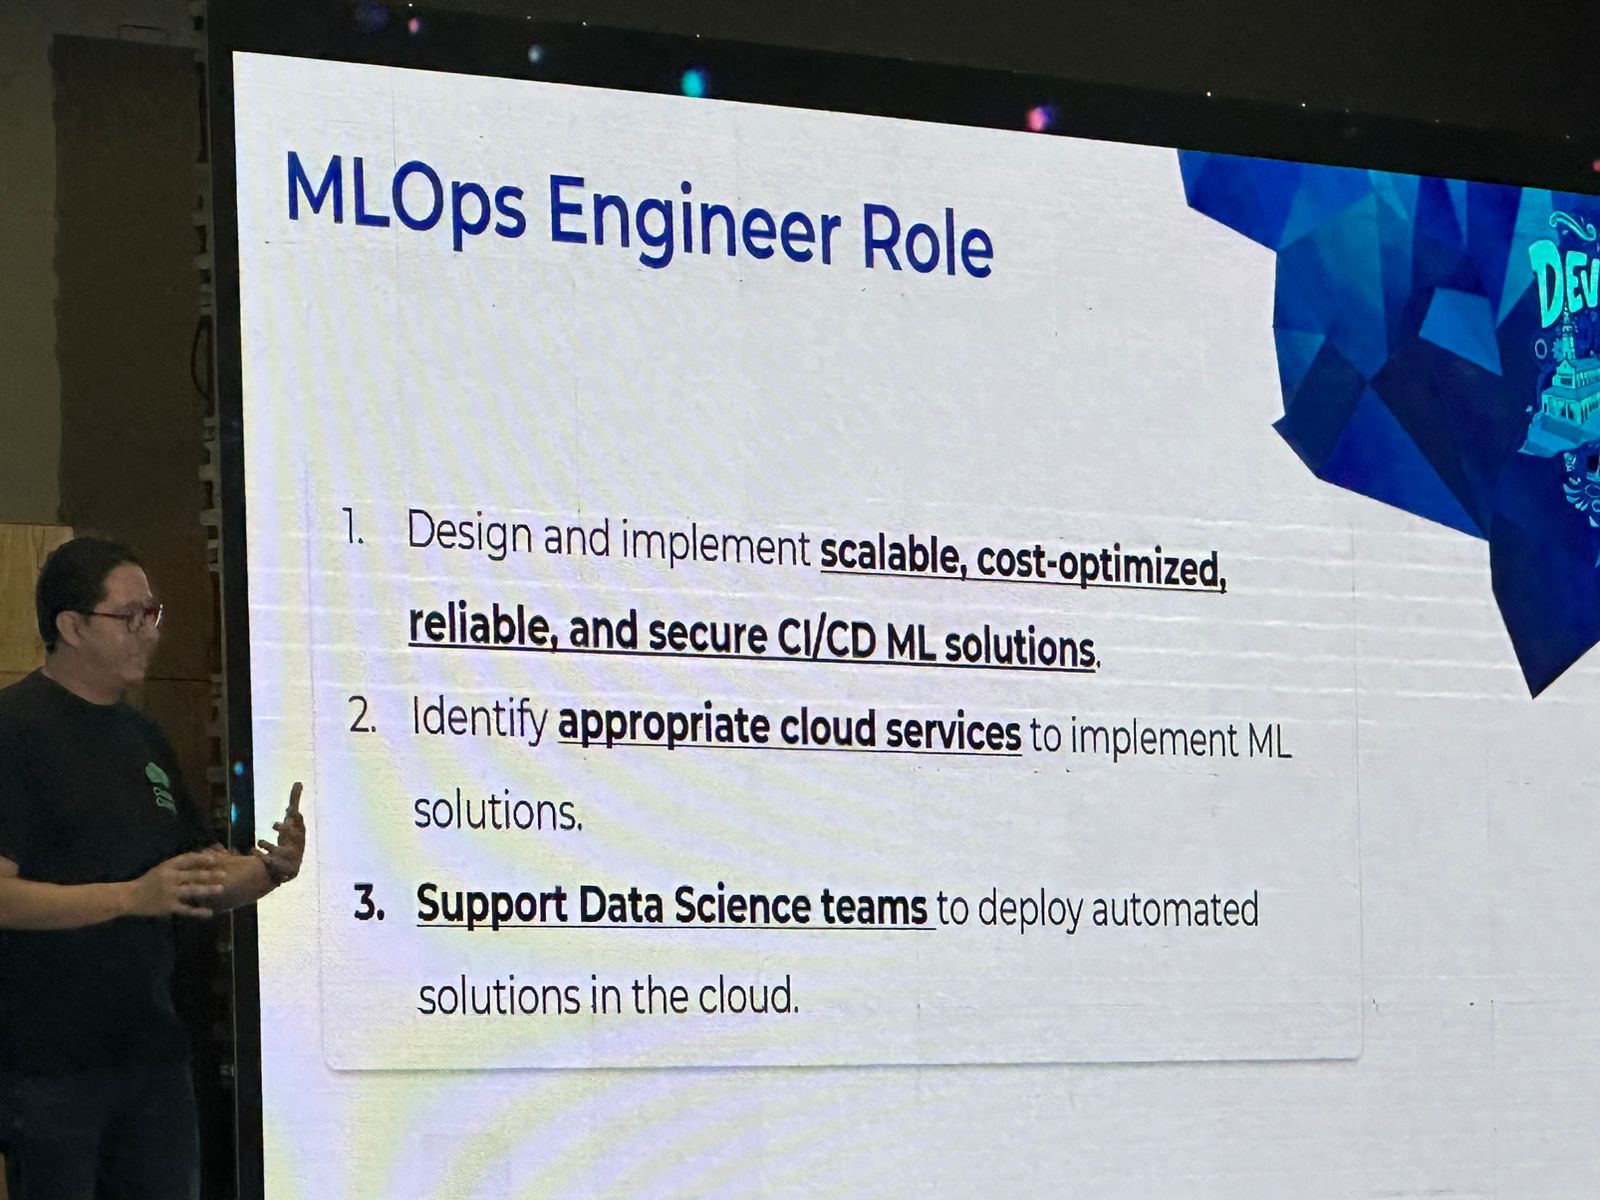 MLOps Engineer Role
DEV
1. Design and implement scalable, cost-optimized,
reliable, and secure CI/CD ML solutions.
2. Identify appropriate cloud services to implement ML
solutions.
3. Support Data Science teams to deploy automated
solutions in the cloud.